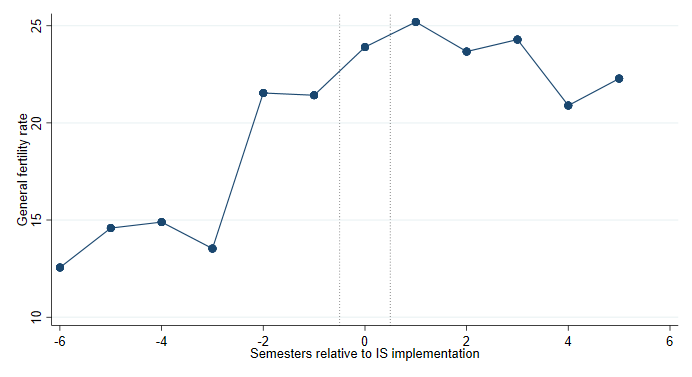 General fertility rate
25
20
15
10
-6 -4 -2 0 2 4 6
Semesters relative to IS implementation